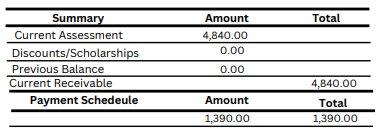 Summary Amount Total
Current Assessment 4,840.00
Discounts/Scholarships 0.00
Previous Balance 0.00
Current Receivable 4,840.00
Payment Schedeule Amount Total
1,390.00 1,390.00